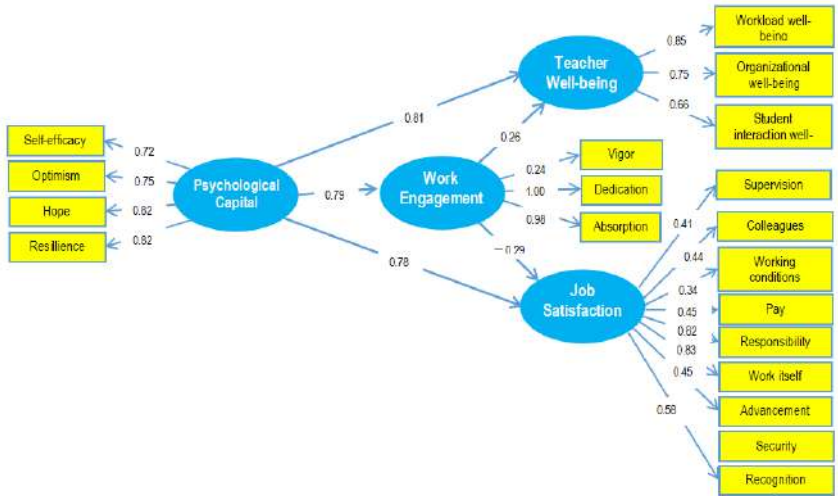 Workload well-
being
0.85
Teacher
Well-being
0.75
Organizational
well-being
0.66
Student
interaction well-
0.81
0.26
Self-efficacy
0.72
Optimism
0.75
Hope
0.82
Resillience
0.82
Psychological
Capital
0.79
Work
Engagement
0.24
Vigor
1.00
Dedication
0.98
Absorption
0.78
-0.29
Job
Satisfaction
0.41
Supervision
0.44
Colleagues
0.34
Working
conditions
0.45
Pay
0.62
Responsibility
0.83
Work itself
0.45
Advancement
Security
0.58
Recognition